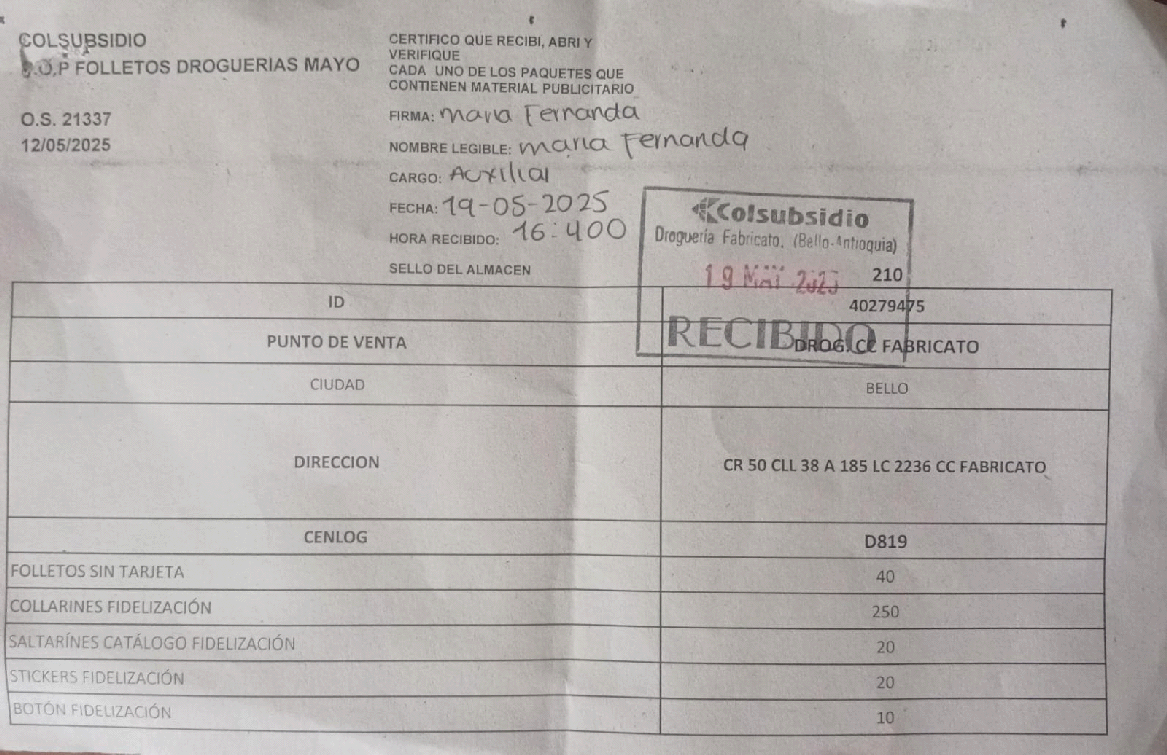 COLSUBSIDIO
P.O.P FOLLETOS DROGUERIAS MAYO
O.S. 21337
12/05/2025
CERTIFICO QUE RECIBI, ABRI Y
VERIFIQUE
CADA UNO DE LOS PAQUETES QUE
CONTIENEN MATERIAL PUBLICITARIO
FIRMA: Maria Fernanda
NOMBRE LEGIBLE: Maria Fernanda
CARGO: Auxiliar
FECHA: 19-05-2025
HORA RECIBIDO: 16:400
SELLO DEL ALMACEN
Colsubsidio
Droguería Fabricato. (Bello-Antioquia)
19 MAY 2025
RECIBIDO
210
ID 40279475
PUNTO DE VENTA DROG. CC FABRICATO
CIUDAD BELLO
DIRECCION CR 50 CLL 38 A 185 LC 2236 CC FABRICATO
CENLOG D819
FOLLETOS SIN TARJETA 40
COLLARINES FIDELIZACIÓN 250
SALTARÍNES CATÁLOGO FIDELIZACIÓN 20
STICKERS FIDELIZACIÓN 20
BOTÓN FIDELIZACIÓN 10